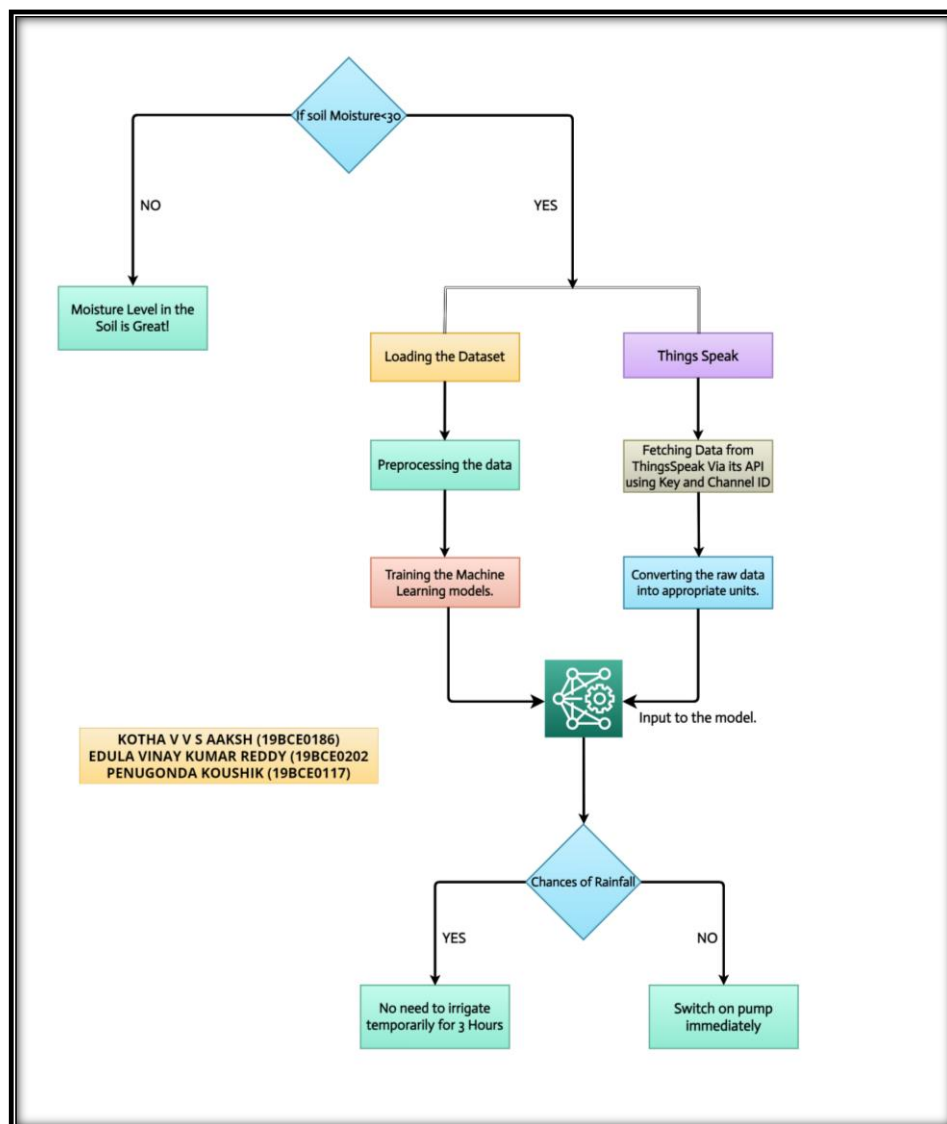 If soil Moisture<30
NO
YES
Moisture Level in the
Soil is Great!
Loading the Dataset
Things Speak
Preprocessing the data
Fetching Data from
ThingsSpeak Via its API
using Key and Channel ID
Training the Machine
Learning models.
Converting the raw data
into appropriate units.
Input to the model.
KOTHA V V S AAKSH (19BCE0186)
EDULA VINAY KUMAR REDDY (19BCE0202
PENUGONDA KOUSHIK (19BCE0117)
Chances of Rainfall
YES
NO
No need to irrigate
temporarily for 3 Hours
Switch on pump
immediately